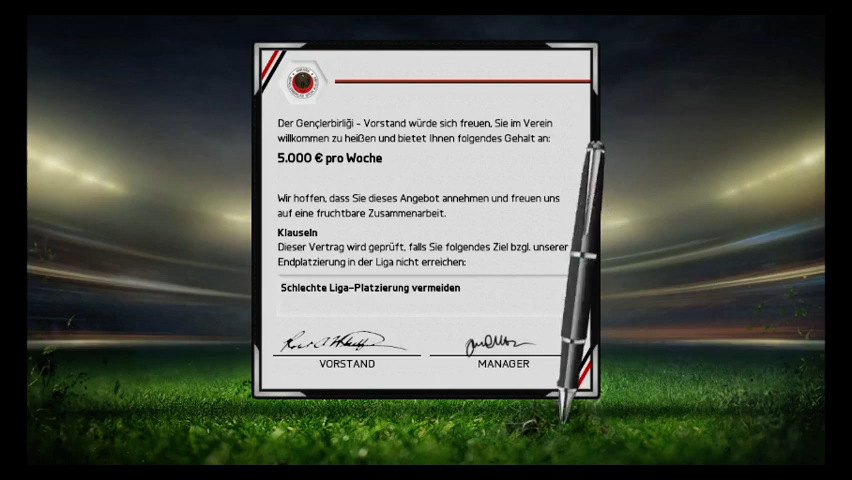 Der Gençlerbirliği - Vorstand würde sich freuen, Sie im Verein
willkommen zu heißen und bietet Ihnen folgendes Gehalt an:
5.000 € pro Woche
Wir hoffen, dass Sie dieses Angebot annehmen und freuen uns
auf eine fruchtbare Zusammenarbeit.
Klauseln
Dieser Vertrag wird geprüft, falls Sie folgendes Ziel bzgl. unserer
Endplatzierung in der Liga nicht erreichen:
Schlechte Liga-Platzierung vermeiden
VORSTAND
MANAGER